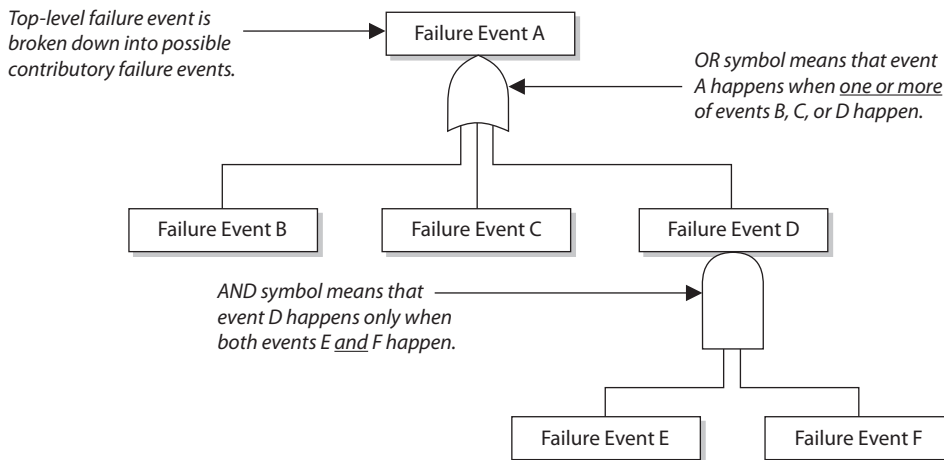 Top-level failure event is
broken down into possible
contributory failure events.
Failure Event A
OR symbol means that event
A happens when one or more
of events B, C, or D happen.
Failure Event B
Failure Event C
Failure Event D
AND symbol means that
event D happens only when
both events E and F happen.
Failure Event E
Failure Event F